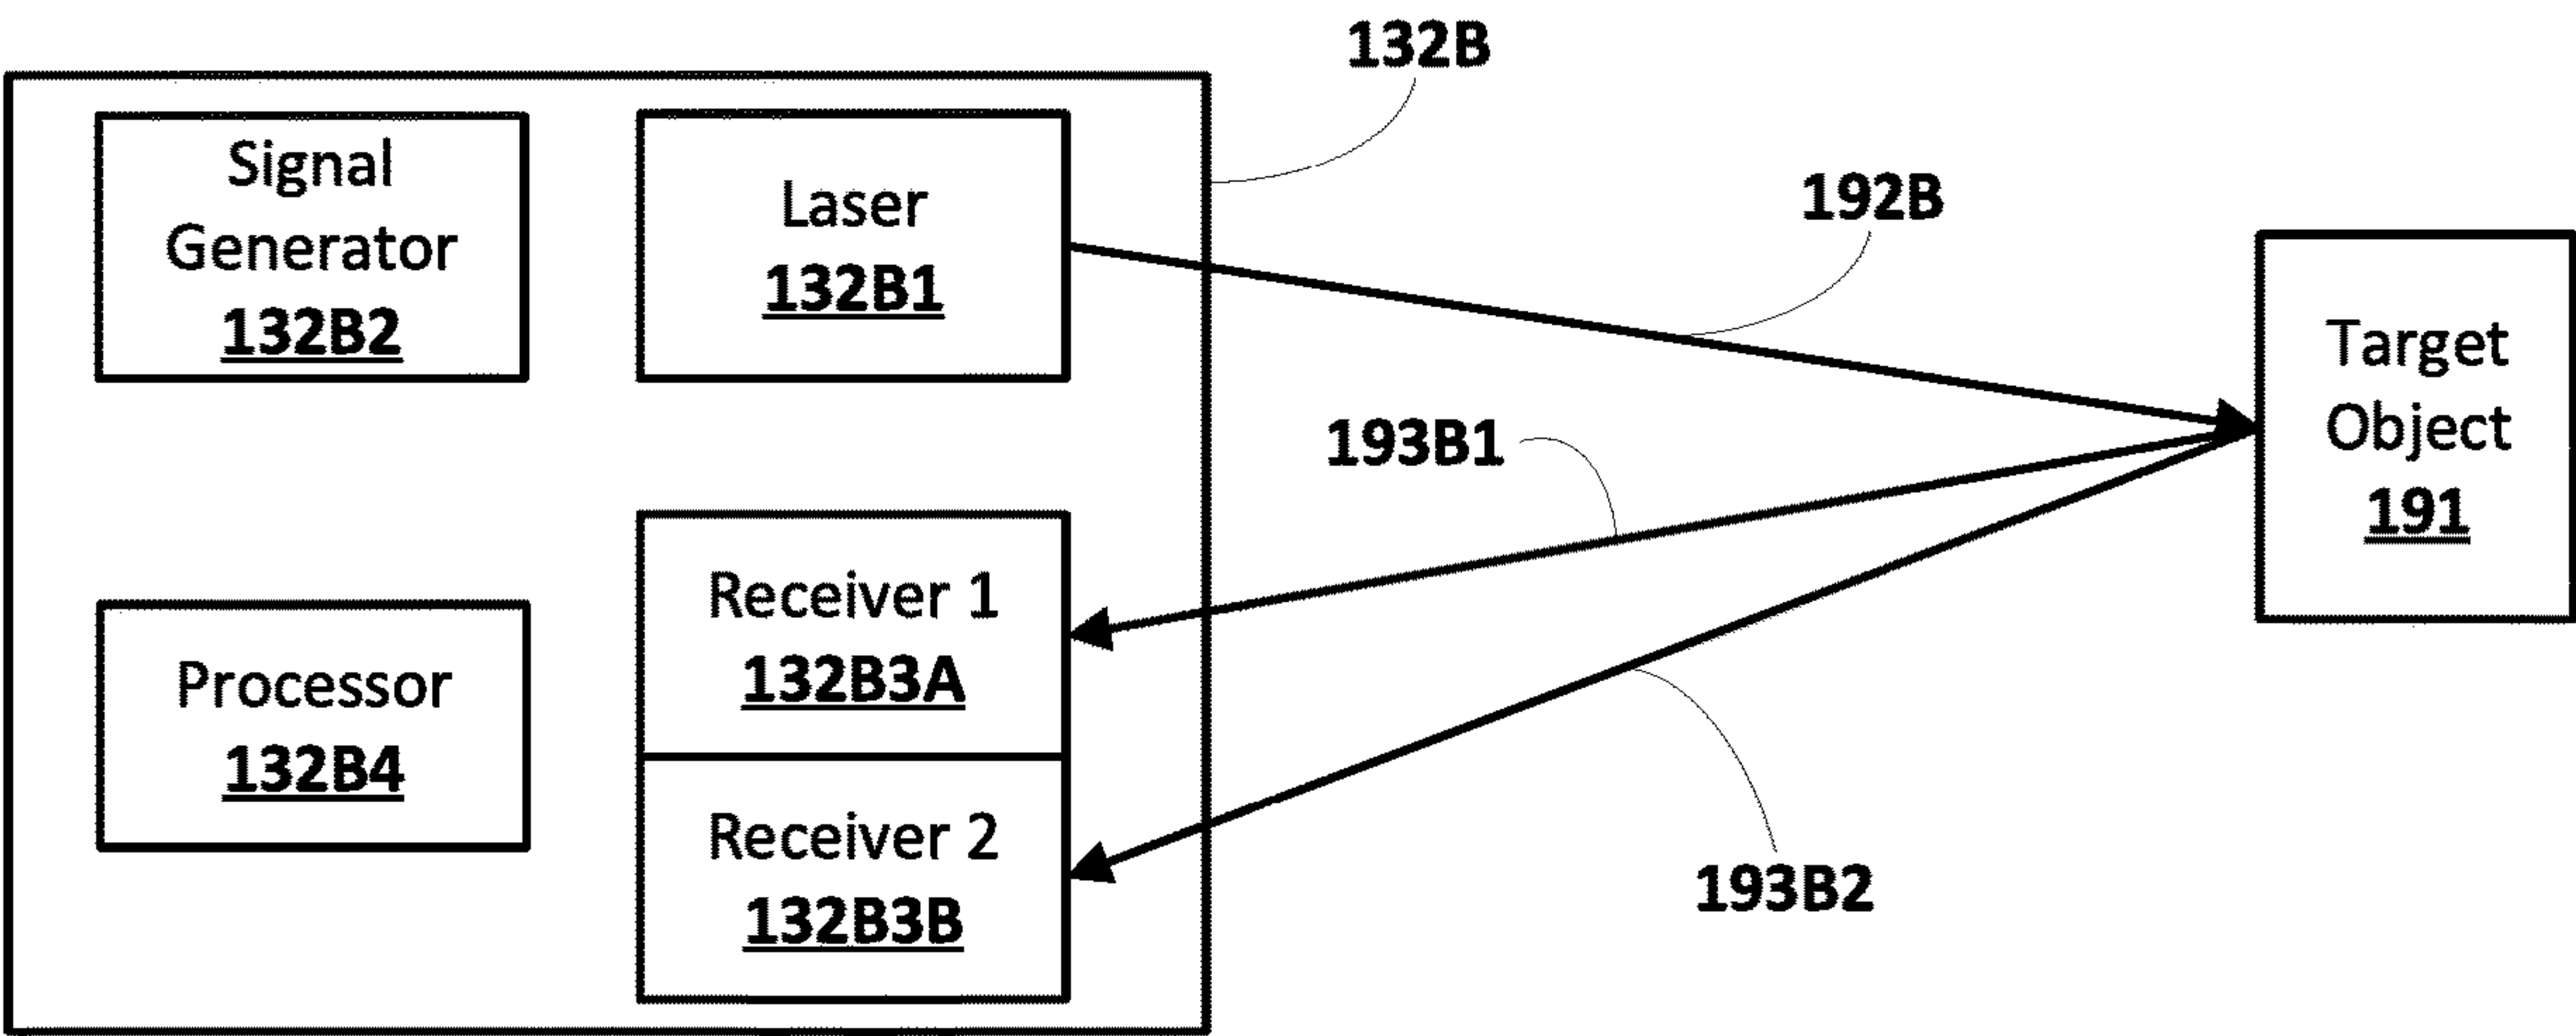 132B
Signal
Generator
132B2
Laser
132B1
192B
Target
Object
191
193B1
Receiver 1
132B3A
Processor
132B4
Receiver 2
132B3B
193B2